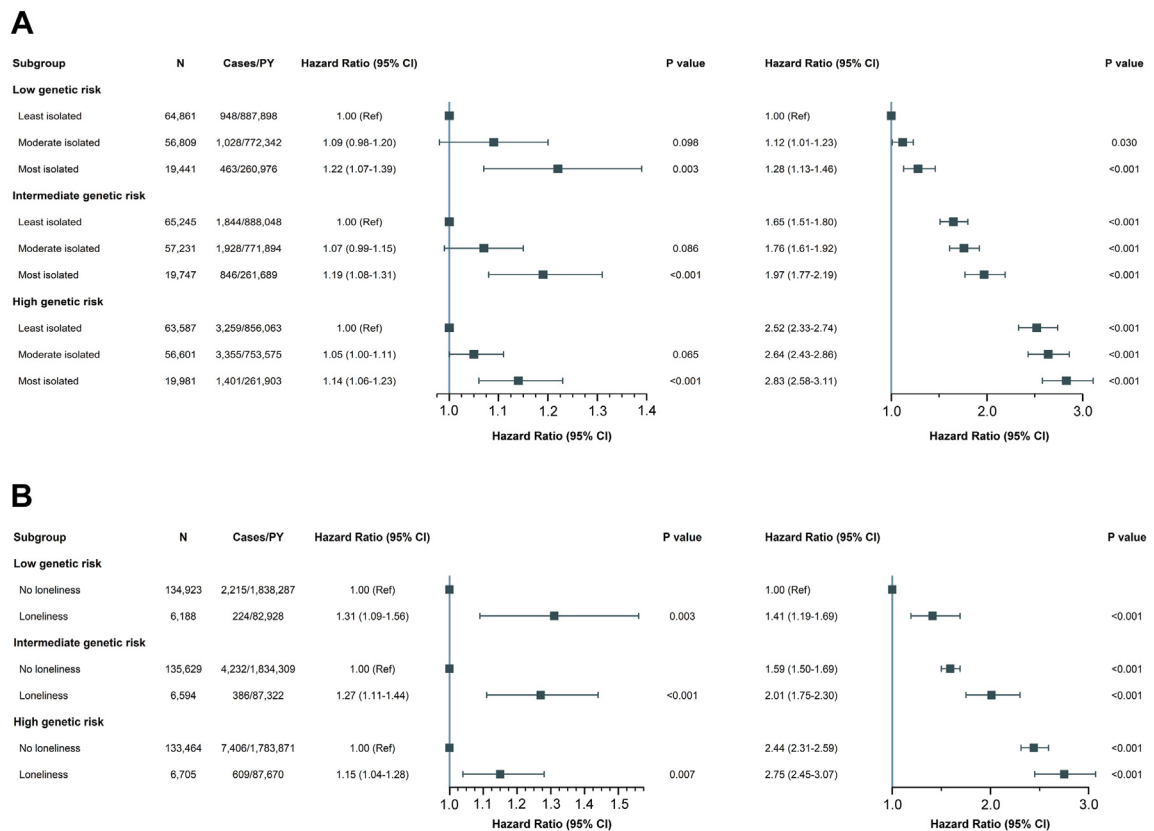 A
Subgroup N Cases/PY Hazard Ratio (95% CI) P value Hazard Ratio (95% CI) P value
Low genetic risk
Least isolated 64,861 948/887,898 1.00 (Ref) 1.00 (Ref)
Moderate isolated 56,809 1,028/772,342 1.09 (0.98-1.20) 0.098 1.12 (1.01-1.23) 0.030
Most isolated 19,441 463/260,976 1.22 (1.07-1.39) 0.003 1.28 (1.13-1.46) <0.001
Intermediate genetic risk
Least isolated 65,245 1,844/888,048 1.00 (Ref) 1.65 (1.51-1.80) <0.001
Moderate isolated 57,231 1,928/771,894 1.07 (0.99-1.15) 0.086 1.76 (1.61-1.92) <0.001
Most isolated 19,747 846/261,689 1.19 (1.08-1.31) <0.001 1.97 (1.77-2.19) <0.001
High genetic risk
Least isolated 63,587 3,259/856,063 1.00 (Ref) 2.52 (2.33-2.74) <0.001
Moderate isolated 56,601 3,355/753,575 1.05 (1.00-1.11) 0.065 2.64 (2.43-2.86) <0.001
Most isolated 19,981 1,401/261,903 1.14 (1.06-1.23) <0.001 2.83 (2.58-3.11) <0.001
1.0 1.1 1.2 1.3 1.4 1.0 2.0 3.0
Hazard Ratio (95% CI) Hazard Ratio (95% CI)
B
Subgroup N Cases/PY Hazard Ratio (95% CI) P value Hazard Ratio (95% CI) P value
Low genetic risk
No loneliness 134,923 2,215/1,838,287 1.00 (Ref) 1.00 (Ref)
Loneliness 6,188 224/82,928 1.31 (1.09-1.56) 0.003 1.41 (1.19-1.69) <0.001
Intermediate genetic risk
No loneliness 135,629 4,232/1,834,309 1.00 (Ref) 1.59 (1.50-1.69) <0.001
Loneliness 6,594 386/87,322 1.27 (1.11-1.44) <0.001 2.01 (1.75-2.30) <0.001
High genetic risk
No loneliness 133,464 7,406/1,783,871 1.00 (Ref) 2.44 (2.31-2.59) <0.001
Loneliness 6,705 609/87,670 1.15 (1.04-1.28) 0.007 2.75 (2.45-3.07) <0.001
1.0 1.1 1.2 1.3 1.4 1.5 1.0 2.0 3.0
Hazard Ratio (95% CI) Hazard Ratio (95% CI)